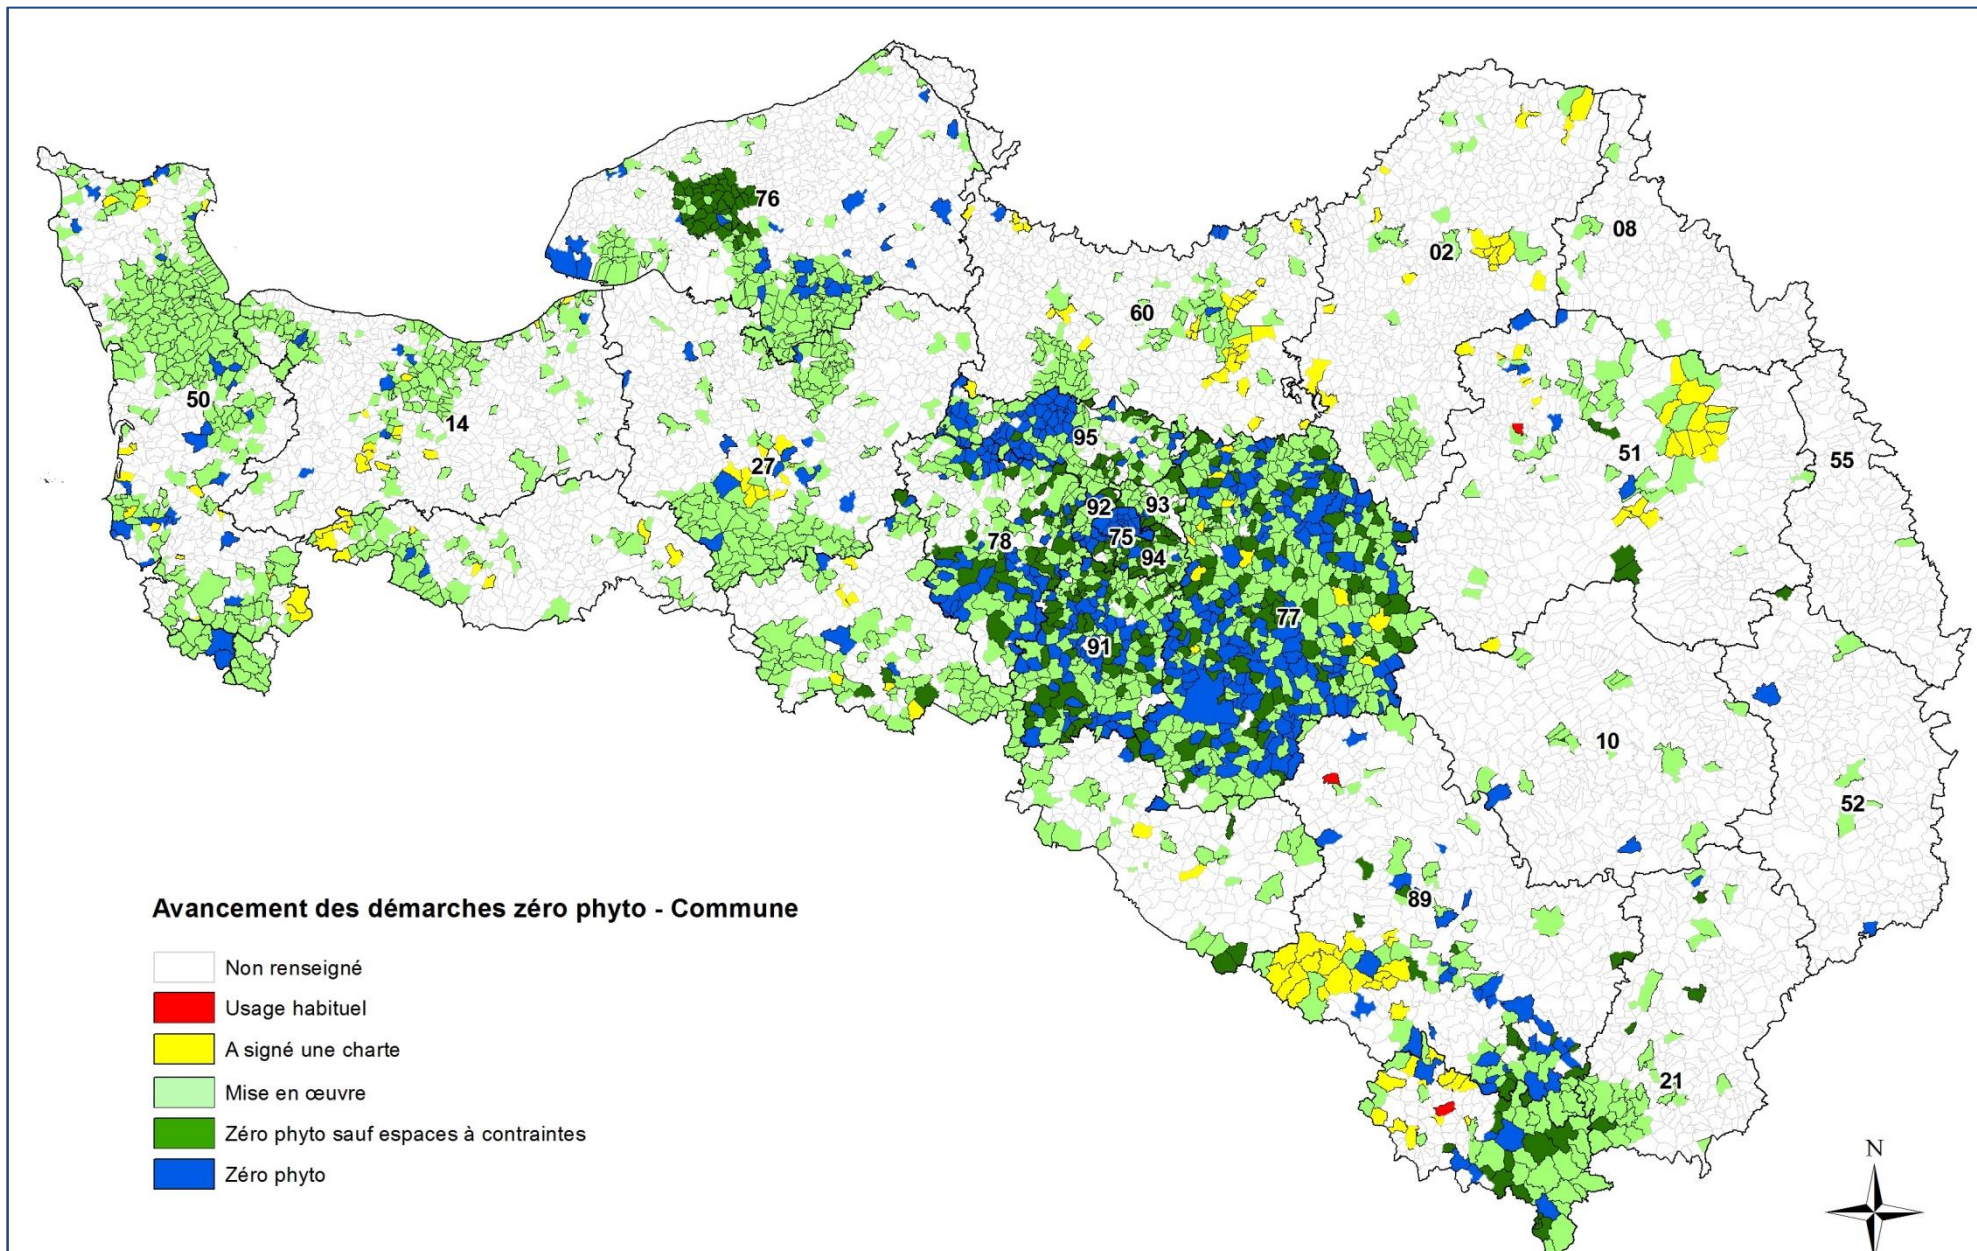 76
08
02
60
50
14
95
27
51
55
92
93
75
78
94
77
91
10
52
89
21
Avancement des démarches zéro phyto - Commune
Non renseigné
Usage habituel
A signé une charte
Mise en œuvre
Zéro phyto sauf espaces à contraintes
Zéro phyto
N